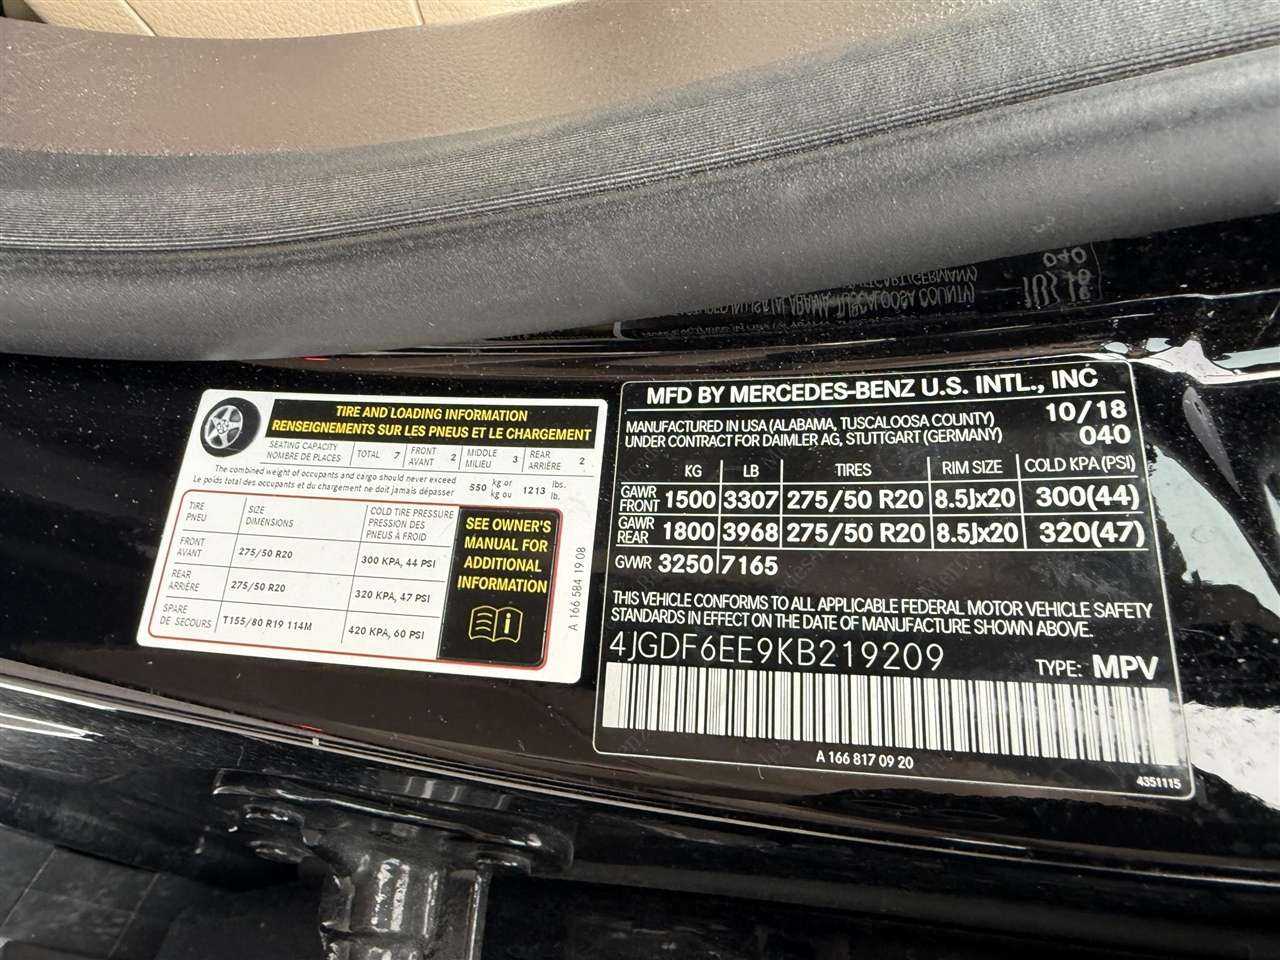 TIRE AND LOADING INFORMATION
RENSEIGNEMENTS SUR LES PNEUS ET LE CHARGEMENT
SEATING CAPACITY
NOMBRE DE PLACES
TOTAL 7
FRONT
AVANT 2
MIDDLE
MILIEU 3
REAR
ARRIÈRE 2
The combined weight of occupants and cargo should never exceed
Le poids total des occupants et du chargement ne doit jamais dépasser
550 kg or
kg ou
1213 lbs.
lb.
TIRE
PNEU
SIZE
DIMENSIONS
COLD TIRE PRESSURE
PRESSION DES
PNEUS À FROID
FRONT
AVANT
275/50 R20
300 KPA, 44 PSI
REAR
ARRIÈRE
275/50 R20
320 KPA, 47 PSI
SPARE
DE SECOURS
T155/80 R19 114M
420 KPA, 60 PSI
SEE OWNER'S
MANUAL FOR
ADDITIONAL
INFORMATION
A 166 584 19 08
MFD BY MERCEDES-BENZ U.S. INTL., INC
MANUFACTURED IN USA (ALABAMA, TUSCALOOSA COUNTY) 10/18
UNDER CONTRACT FOR DAIMLER AG, STUTTGART (GERMANY) 040
KG LB TIRES RIM SIZE COLD KPA (PSI)
GAWR
FRONT 1500 3307 275/50 R20 8.5Jx20 300(44)
GAWR
REAR 1800 3968 275/50 R20 8.5Jx20 320(47)
GWR 3250 7165
THIS VEHICLE CONFORMS TO ALL APPLICABLE FEDERAL MOTOR VEHICLE SAFETY
STANDARDS IN EFFECT ON THE DATE OF MANUFACTURE SHOWN ABOVE.
4JGDF6EE9KB219209 TYPE: MPV
A 166 817 09 20
4351115